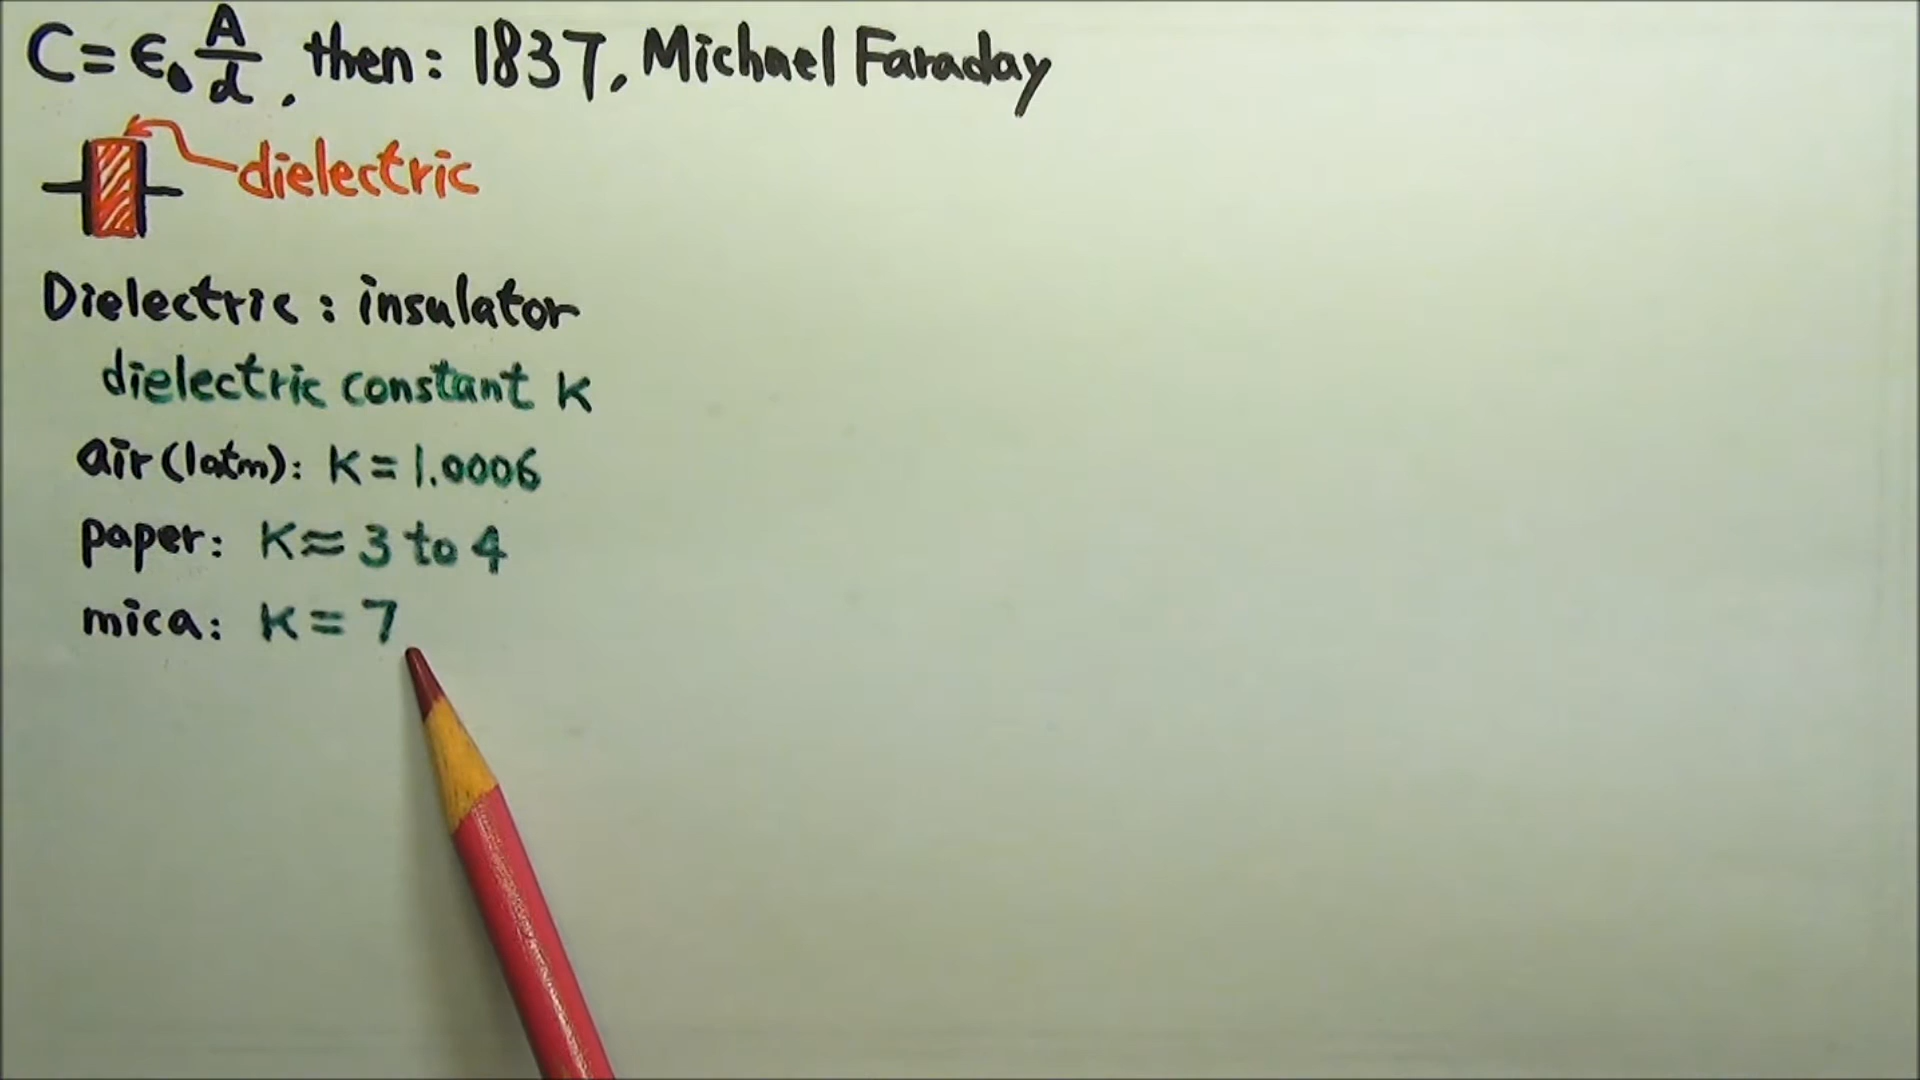 C = ε₀ A/d, then: 1837, Michael Faraday
dielectric
Dielectric: insulator
dielectric constant K
air (1atm): K = 1.0006
paper: K ≈ 3 to 4
mica: K = 7